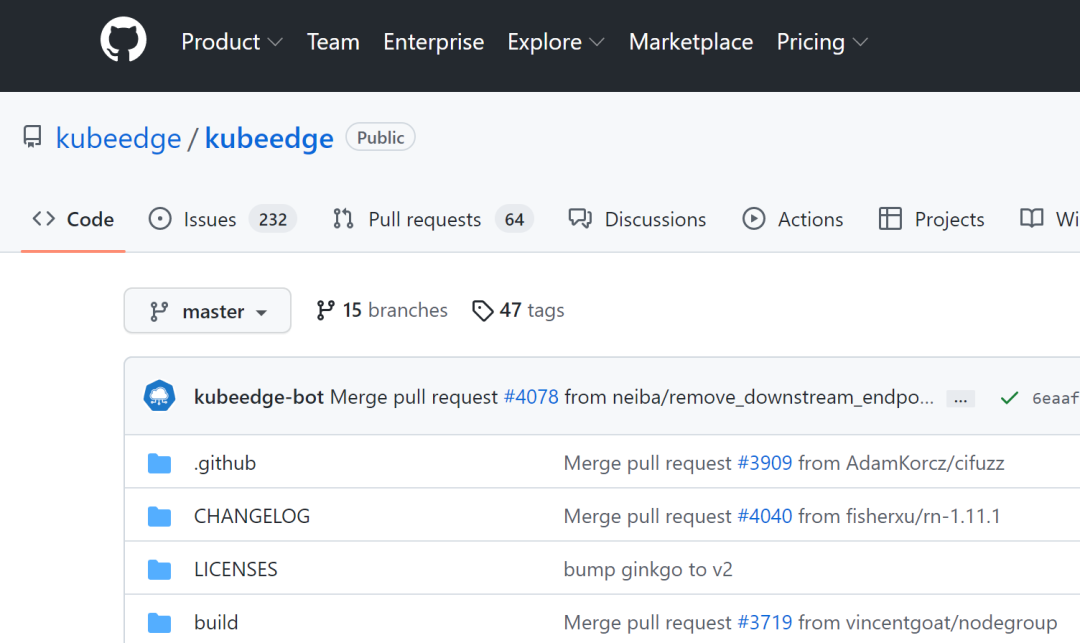 Product Team Enterprise Explore Marketplace Pricing
kubeedge / kubeedge Public
Code Issues 232 Pull requests 64 Discussions Actions Projects Wi
master 15 branches 47 tags
kubeedge-bot Merge pull request #4078 from neiba/remove_downstream_endpo... ... 6eaaf
.github Merge pull request #3909 from AdamKorcz/cifuzz
CHANGELOG Merge pull request #4040 from fisherxu/rn-1.11.1
LICENSES bump ginkgo to v2
build Merge pull request #3719 from vincentgoat/nodegroup